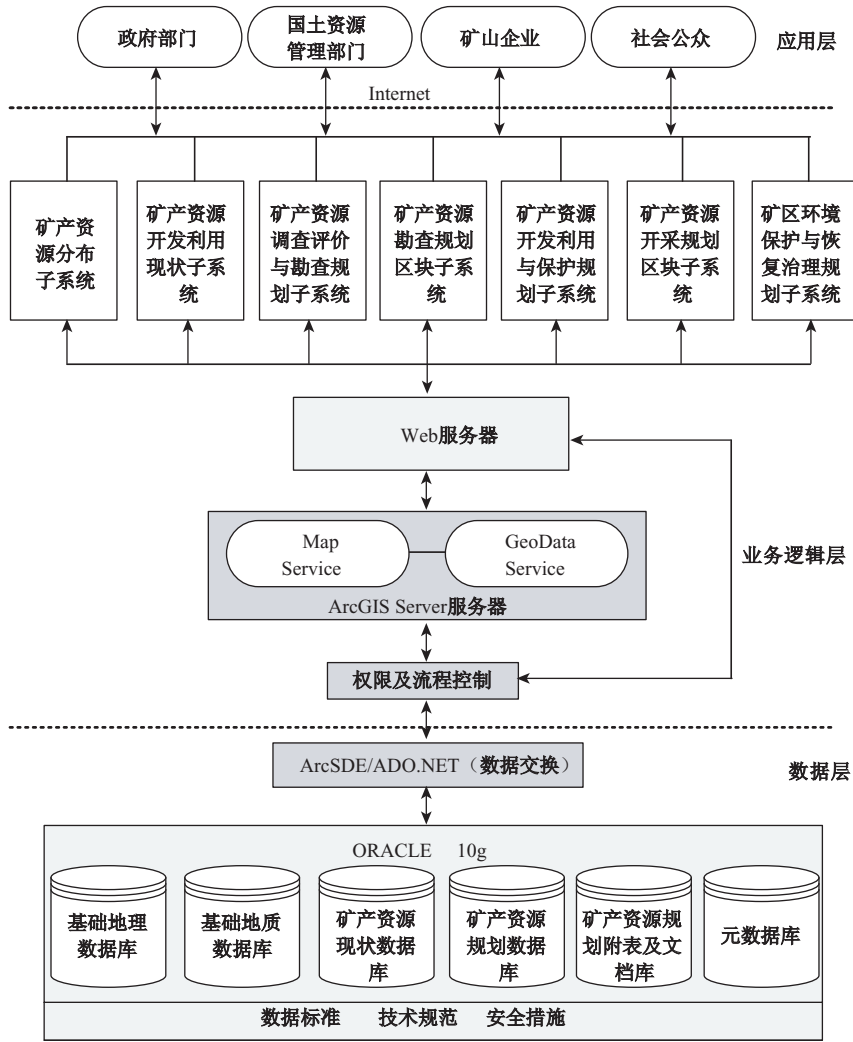 政府部门
国土资源
管理部门
矿山企业
社会公众
应用层
Internet
矿产资
源分布
子系统
矿产资源
开发利用
现状子系
统
矿产资源
调查评价
与勘查规
划子系统
矿产资源
勘查规划
区块子系
统
矿产资源
开发利用
与保护规
划子系统
矿产资源
开采规划
区块子系
统
矿区环境
保护与恢
复治理规
划子系统
Web服务器
Map
Service
GeoData
Service
ArcGIS Server服务器
业务逻辑层
权限及流程控制
ArcSDE/ADO.NET（数据交换）
数据层
ORACLE 10g
基础地理
数据库
基础地质
数据库
矿产资源
现状数据
库
矿产资源
规划数据
库
矿产资源规
划附表及文
档库
元数据库
数据标准 技术规范 安全措施